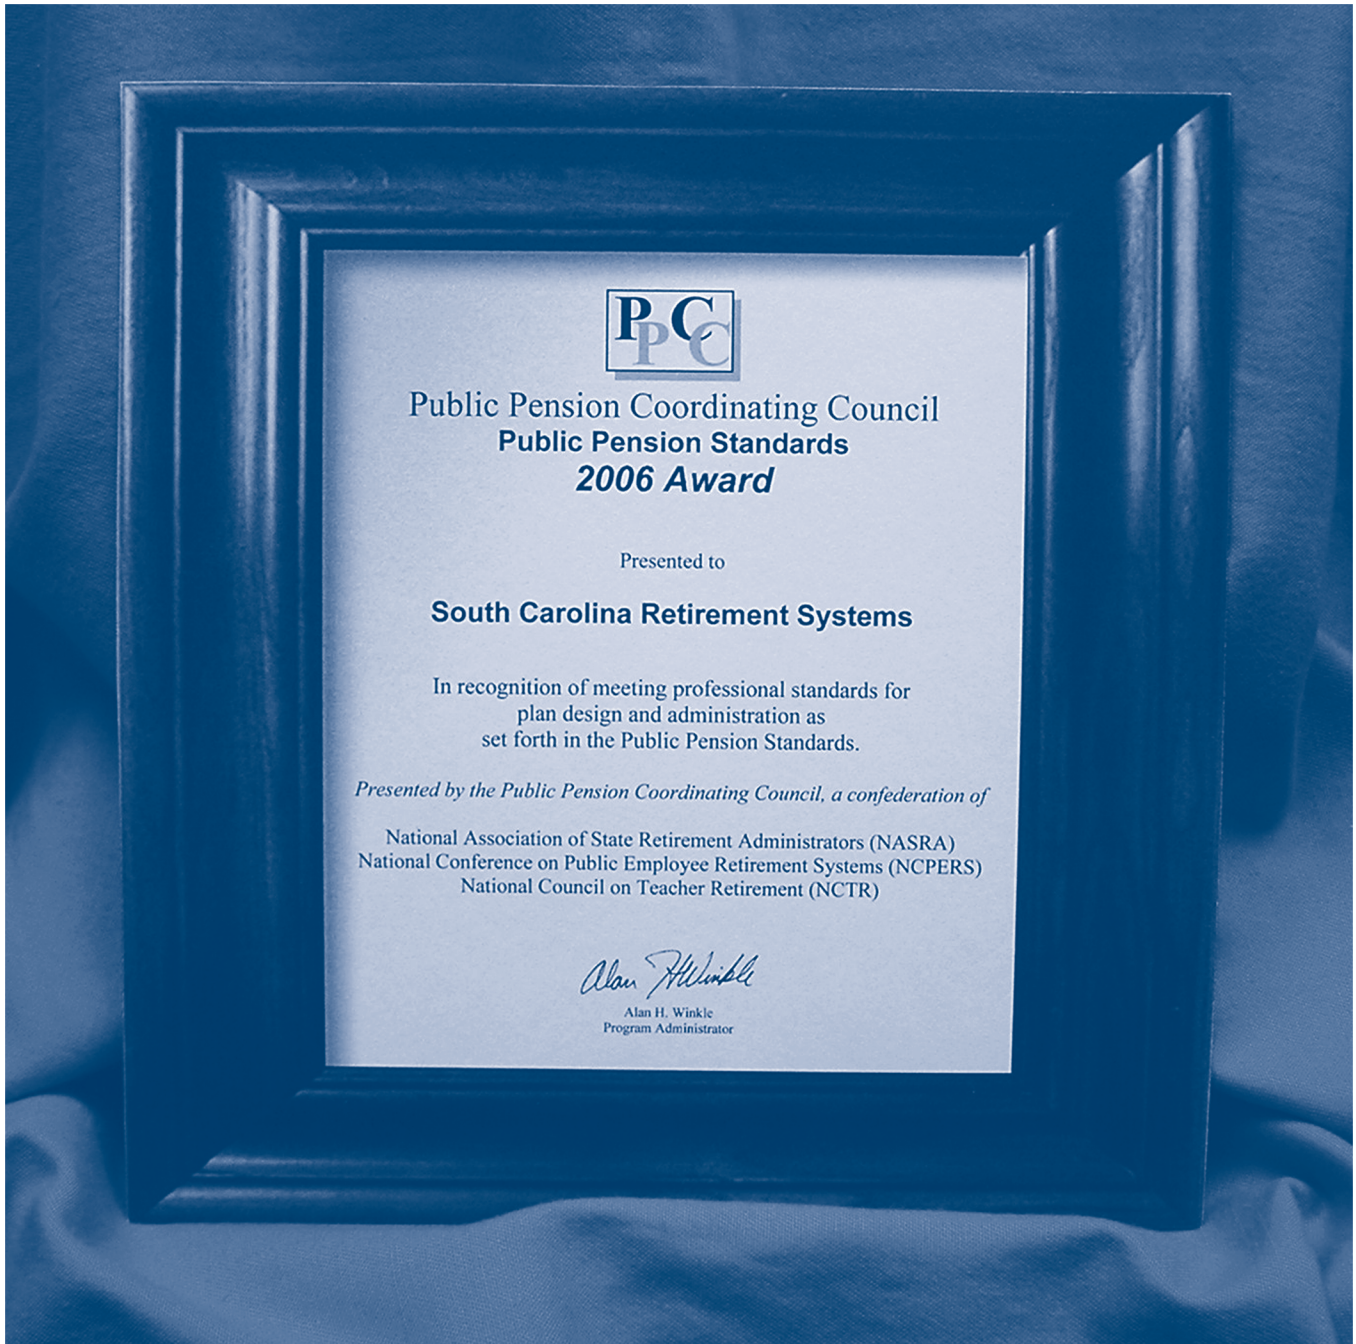 PPCC
Public Pension Coordinating Council
Public Pension Standards
2006 Award
Presented to
South Carolina Retirement Systems
In recognition of meeting professional standards for
plan design and administration as
set forth in the Public Pension Standards.
Presented by the Public Pension Coordinating Council, a confederation of
National Association of State Retirement Administrators (NASRA)
National Conference on Public Employee Retirement Systems (NCPERS)
National Council on Teacher Retirement (NCTR)
Alan H Winkle
Alan H. Winkle
Program Administrator